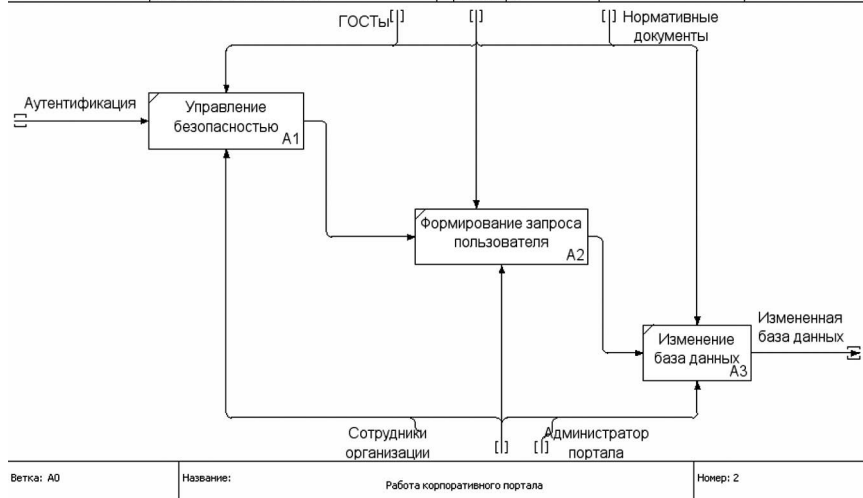 ГОСТы
Нормативные
документы
Аутентификация
Управление
безопасностью
A1
Формирование запроса
пользователя
A2
Измененная
база данных
Изменение
база данных
A3
Сотрудники
организации
Администратор
портала
Ветка: A0
Название:
Работа корпоративного портала
Номер: 2